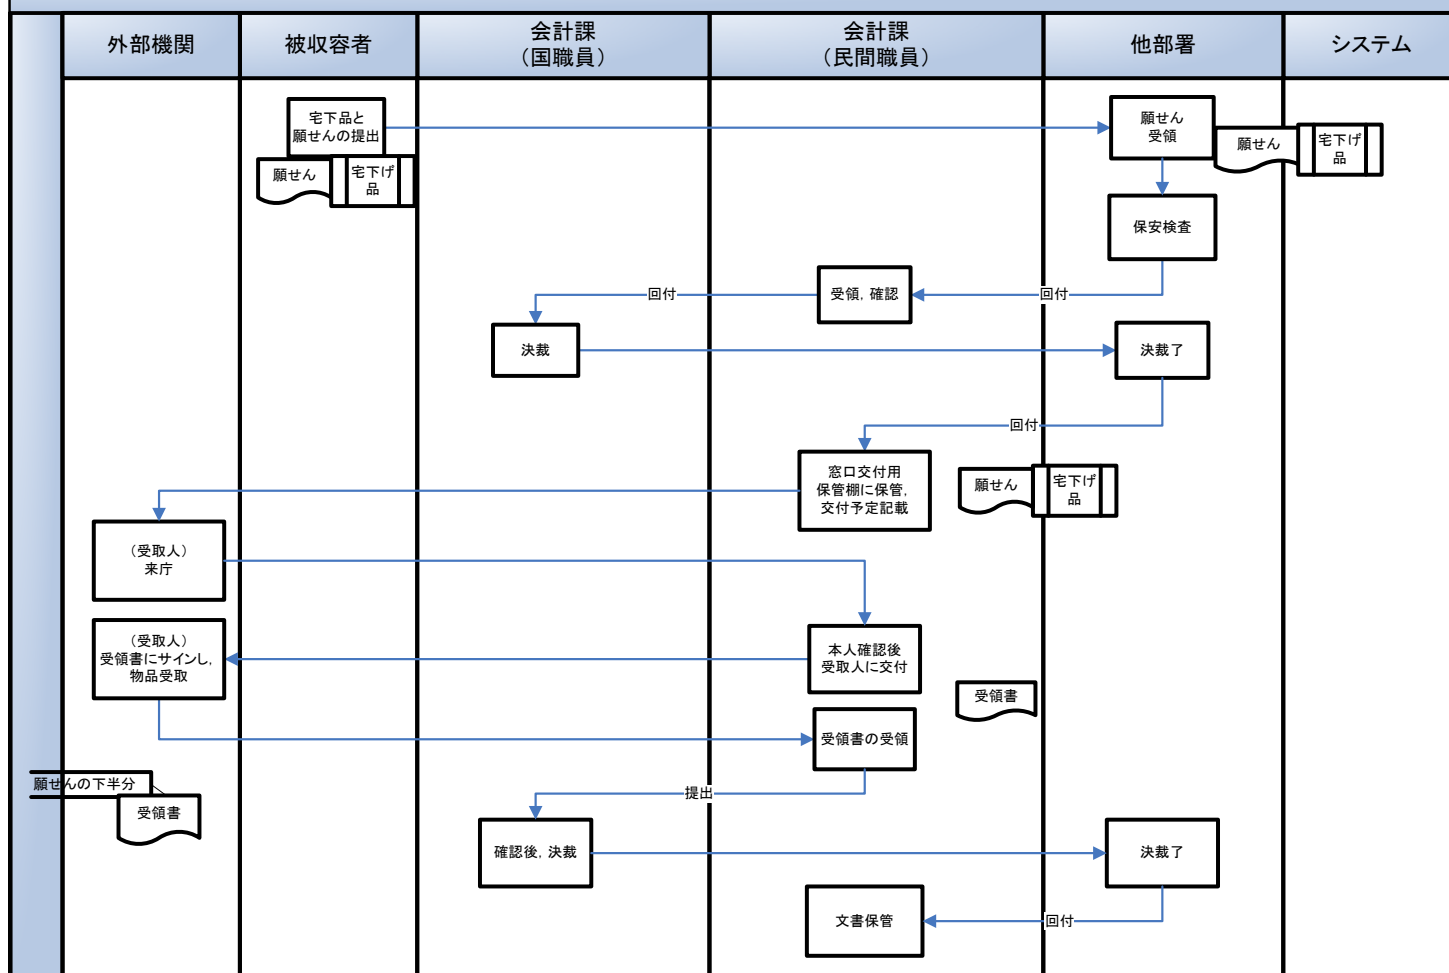 外部機関
被収容者
会計課
（国職員）
会計課
（民間職員）
他部署
システム
宅下品と
願せんの提出
願せん
宅下げ
品
願せん
受領
願せん
宅下げ
品
保安検査
受領，確認
回付
回付
決裁
決裁了
回付
窓口交付用
保管棚に保管，
交付予定記載
願せん
宅下げ
品
（受取人）
来庁
（受取人）
受領書にサインし，
物品受取
本人確認後
受取人に交付
受領書
受領書の受領
願せんの下半分
受領書
提出
確認後，決裁
決裁了
文書保管
回付